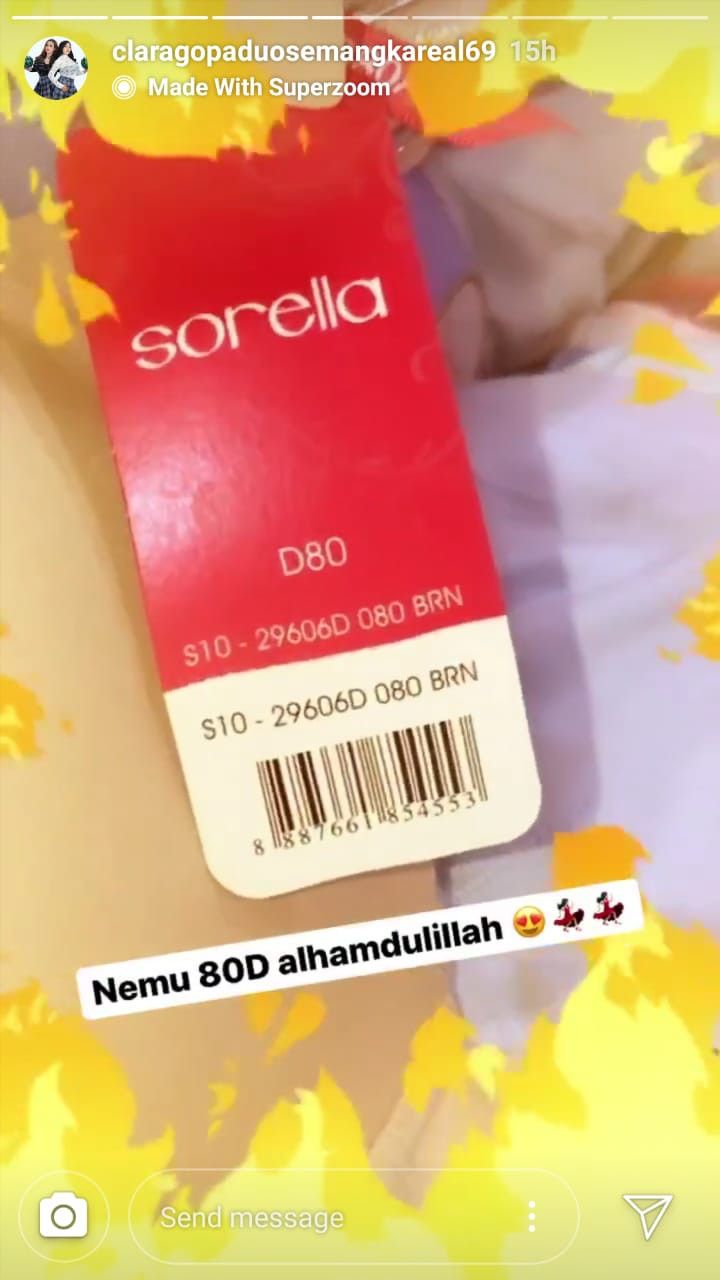 claragopaduosemangkareal69 15h
Made With Superzoom
sorella
D80
S10 - 29606D 080 BRN
S10 - 29606D 080 BRN
8 887661 854553
Nemu 80D alhamdulillah 😍💃💃
Send message